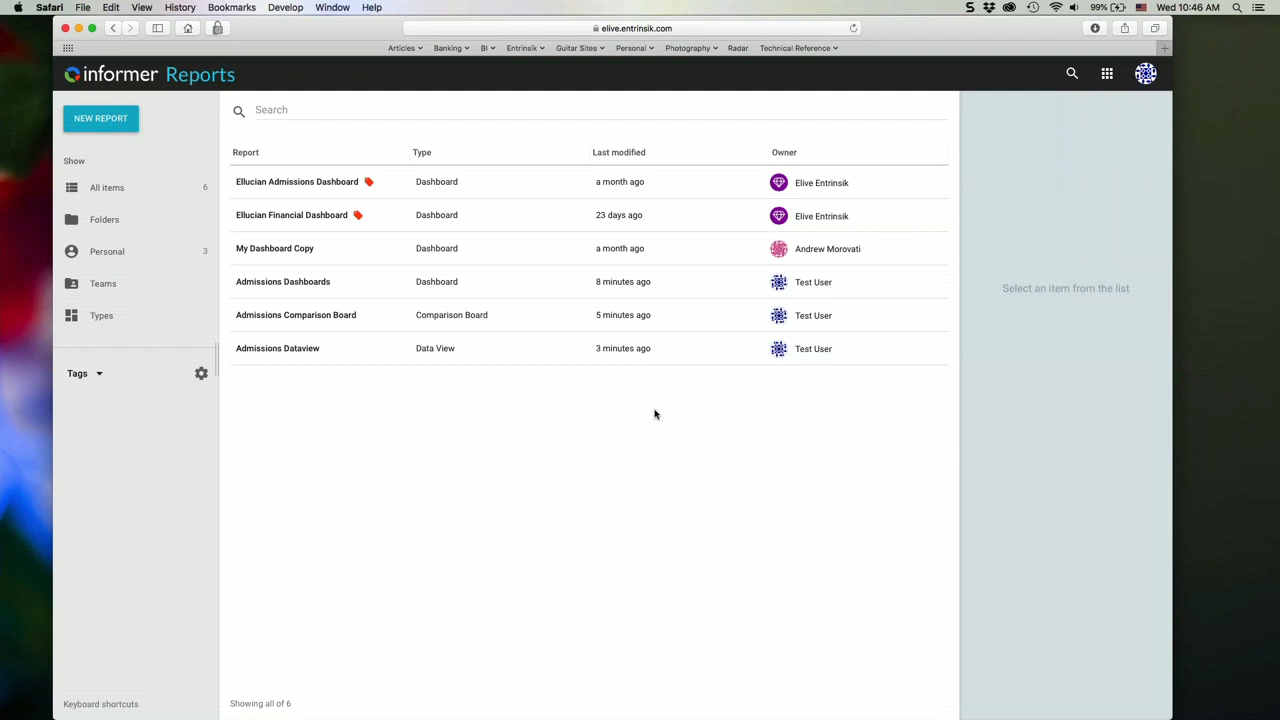 Safari File Edit View History Bookmarks Develop Window Help 99% Wed 10:46 AM
elive.entrinsik.com
Articles Banking BI Entrinsik Guitar Sites Personal Photography Radar Technical Reference
informer Reports
NEW REPORT
Search
Show
Report Type Last modified Owner
All items 6
Ellucian Admissions Dashboard Dashboard a month ago Elive Entrinsik
Folders
Ellucian Financial Dashboard Dashboard 23 days ago Elive Entrinsik
Personal 3
My Dashboard Copy Dashboard a month ago Andrew Morovati
Teams
Admissions Dashboards Dashboard 8 minutes ago Test User
Select an item from the list
Types
Admissions Comparison Board Comparison Board 5 minutes ago Test User
Admissions Dataview Data View 3 minutes ago Test User
Tags
Keyboard shortcuts
Showing all of 6